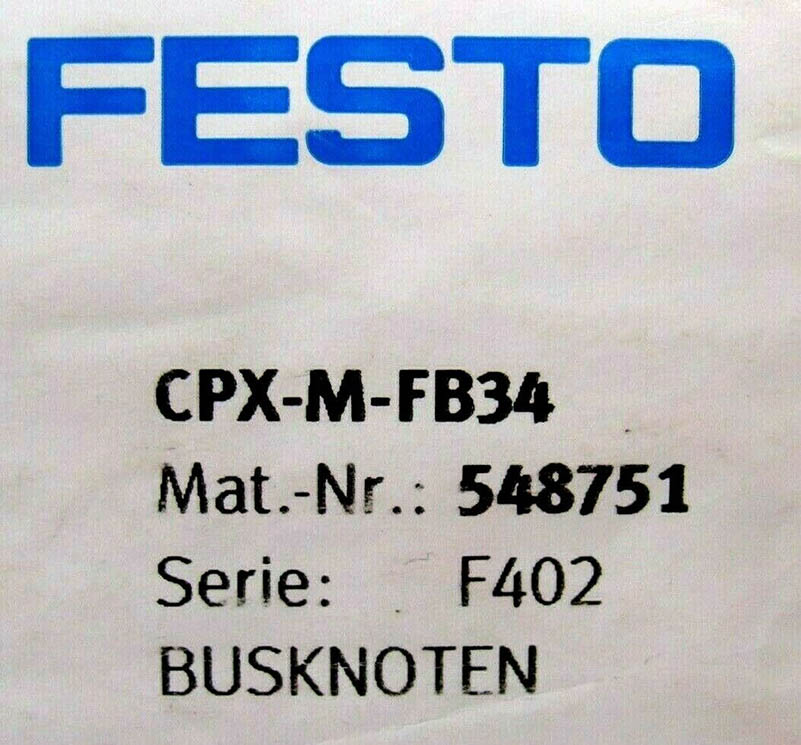 FESTO
CPX-M-FB34
Mat.-Nr.: 548751
Serie: F402
BUSKNOTEN